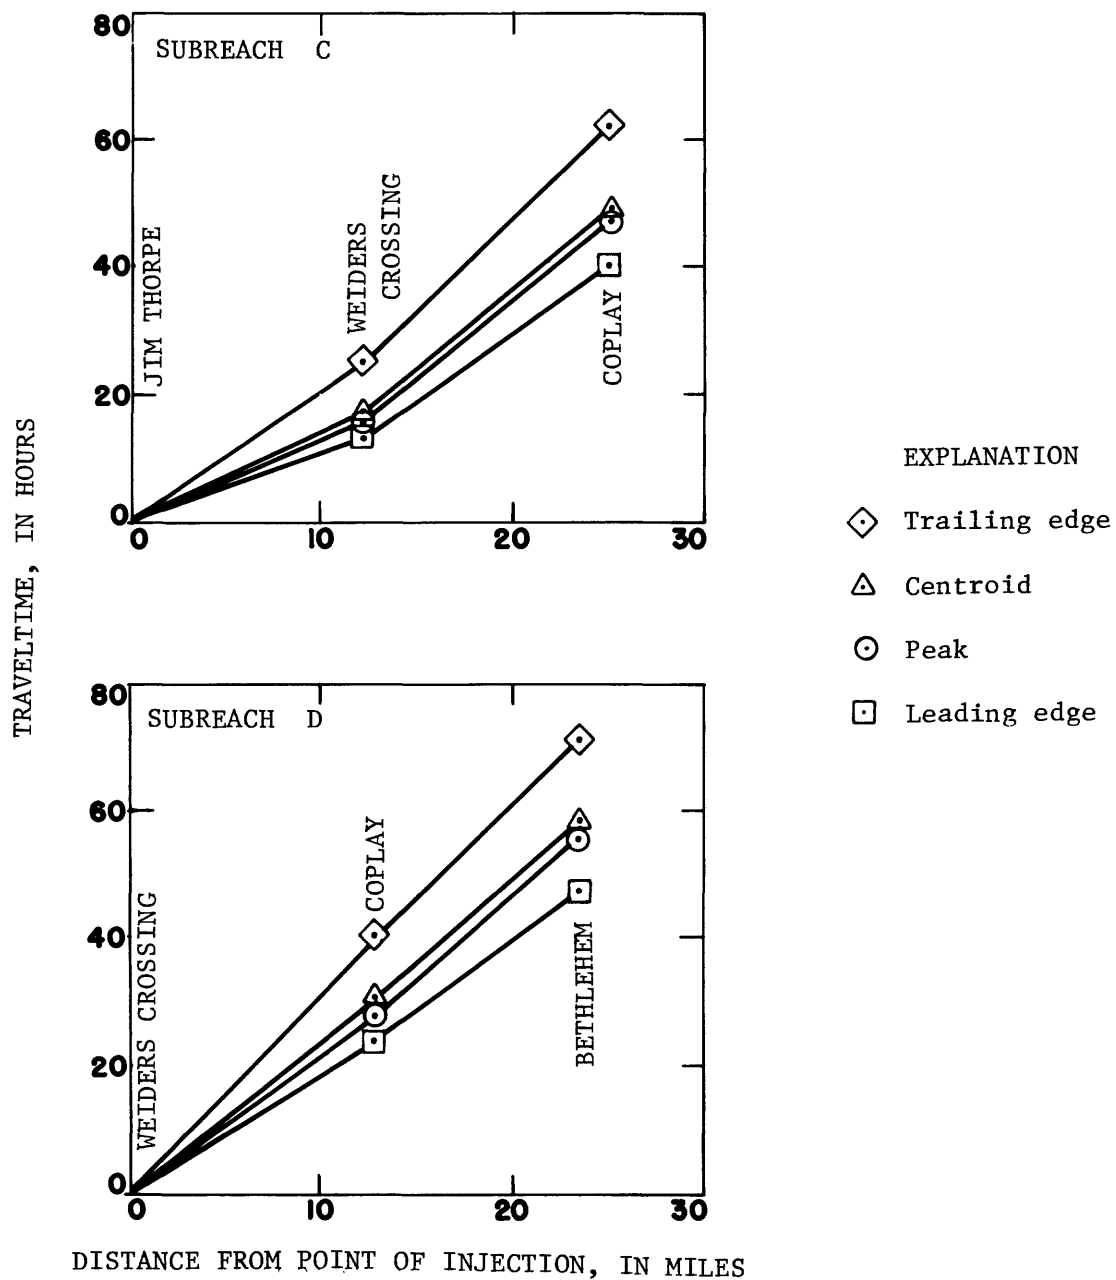 SUBREACH C
80
60
40
20
0
JIM THORPE
WEIDERS
CROSSING
COPLAY
0 10 20 30
TRAVELTIME, IN HOURS
EXPLANATION
Trailing edge
Centroid
Peak
Leading edge
SUBREACH D
80
60
40
20
0
WEIDERS CROSSING
COPLAY
BETHLEHEM
0 10 20 30
DISTANCE FROM POINT OF INJECTION, IN MILES